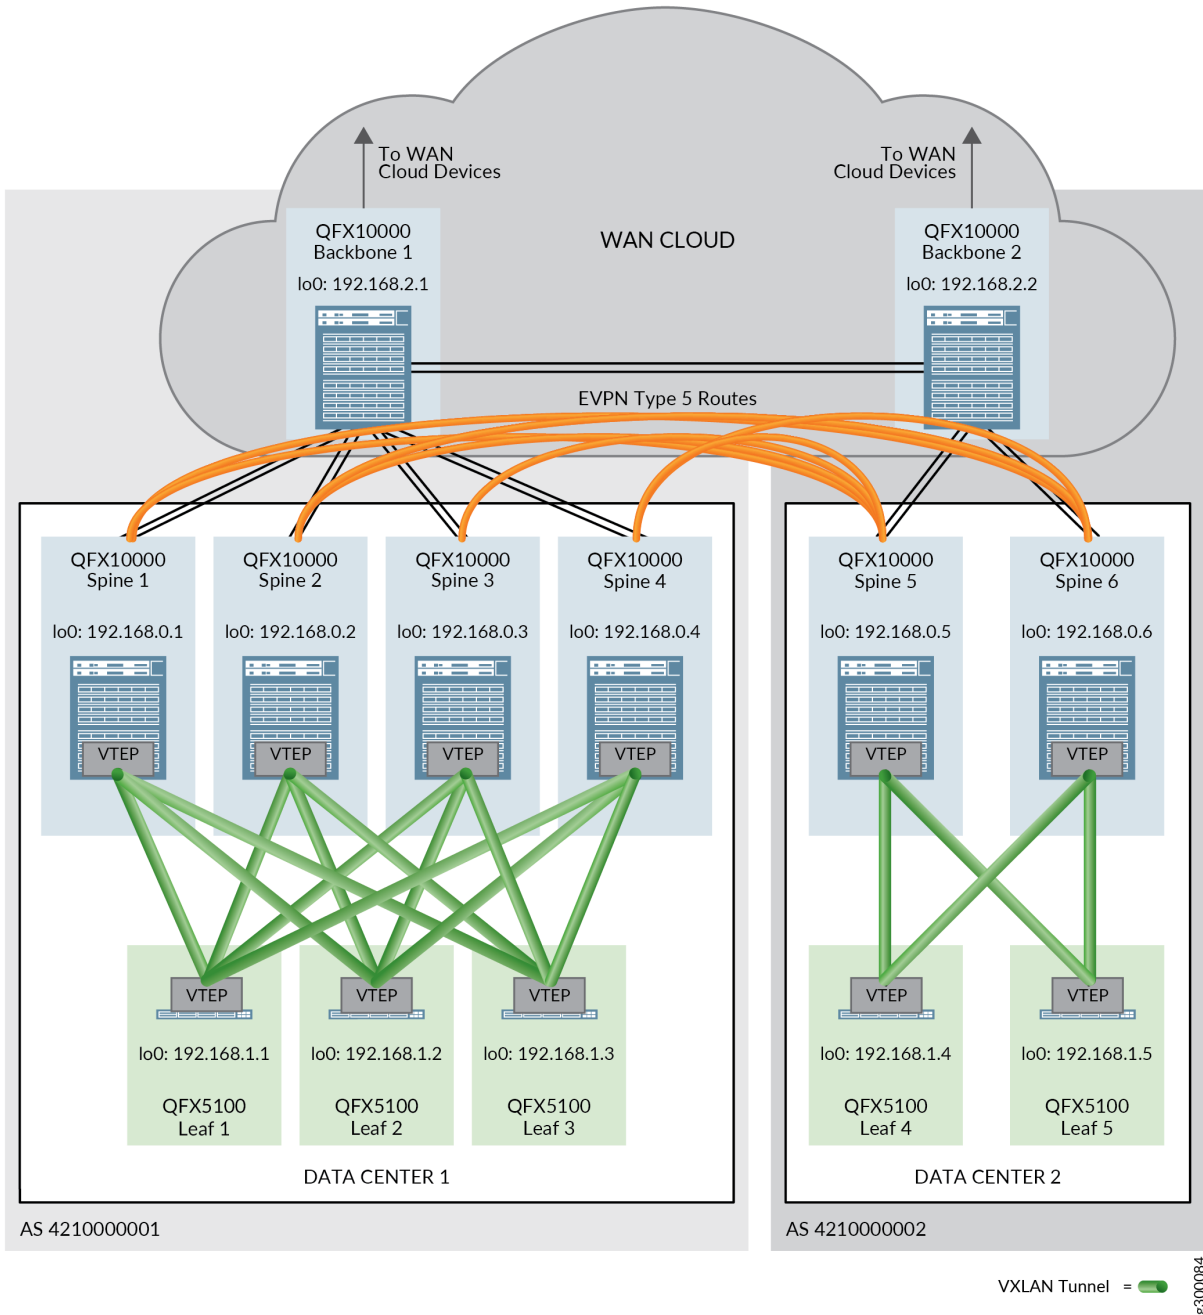 To WAN
Cloud Devices
To WAN
Cloud Devices
QFX10000
Backbone 1
lo0: 192.168.2.1
WAN CLOUD
QFX10000
Backbone 2
lo0: 192.168.2.2
EVPN Type 5 Routes
QFX10000
Spine 1
lo0: 192.168.0.1
VTEP
QFX10000
Spine 2
lo0: 192.168.0.2
VTEP
QFX10000
Spine 3
lo0: 192.168.0.3
VTEP
QFX10000
Spine 4
lo0: 192.168.0.4
VTEP
QFX10000
Spine 5
lo0: 192.168.0.5
VTEP
QFX10000
Spine 6
lo0: 192.168.0.6
VTEP
VTEP
lo0: 192.168.1.1
QFX5100
Leaf 1
VTEP
lo0: 192.168.1.2
QFX5100
Leaf 2
VTEP
lo0: 192.168.1.3
QFX5100
Leaf 3
VTEP
lo0: 192.168.1.4
QFX5100
Leaf 4
VTEP
lo0: 192.168.1.5
QFX5100
Leaf 5
DATA CENTER 1
DATA CENTER 2
AS 4210000001
AS 4210000002
VXLAN Tunnel =
g300084